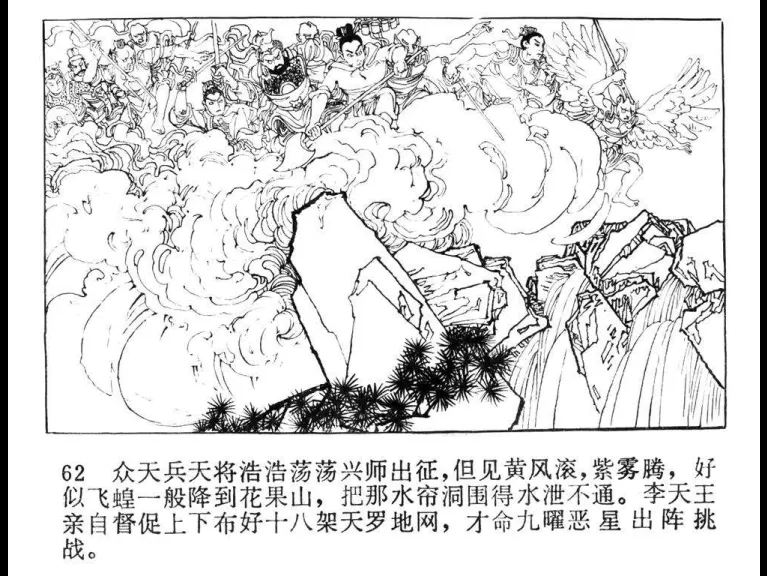 62 众天兵天将浩浩荡荡兴师出征,但见黄风滚,紫雾腾,好
似飞蝗一般降到花果山,把那水帘洞围得水泄不通。李天王
亲自督促上下布好十八架天罗地网,才命九曜恶星出阵挑
战。